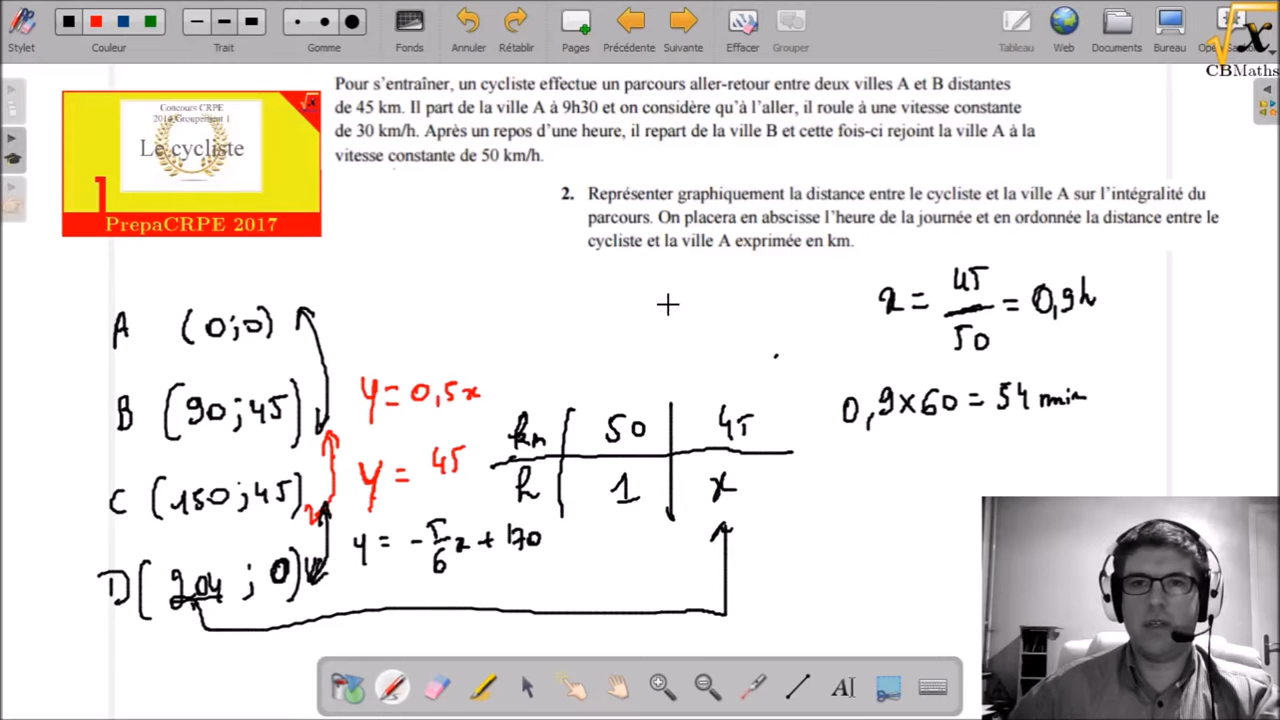 Stylet
Couleur
Trait
Gomme
Fonds
Annuler
Rétablir
Pages
Précédente
Suivante
Effacer
Grouper
Tableau
Web
Documents
Bureau
√x
CBMaths
Concours CRPE
2014 Groupement 1
Le cycliste
1
PrepaCRPE 2017
Pour s’entraîner, un cycliste effectue un parcours aller-retour entre deux villes A et B distantes
de 45 km. Il part de la ville A à 9h30 et on considère qu’à l’aller, il roule à une vitesse constante
de 30 km/h. Après un repos d’une heure, il repart de la ville B et cette fois-ci rejoint la ville A à la
vitesse constante de 50 km/h.
2. Représenter graphiquement la distance entre le cycliste et la ville A sur l’intégralité du
parcours. On placera en abscisse l’heure de la journée et en ordonnée la distance entre le
cycliste et la ville A exprimée en km.
A (0;0)
B (90;45)
C (150;45)
D (204;0)
y = 0,5x
y = 45
y = -5/6 x + 170
km 50 45
h 1 x
x = 45/50 = 0,9h
0,9×60 = 54 min